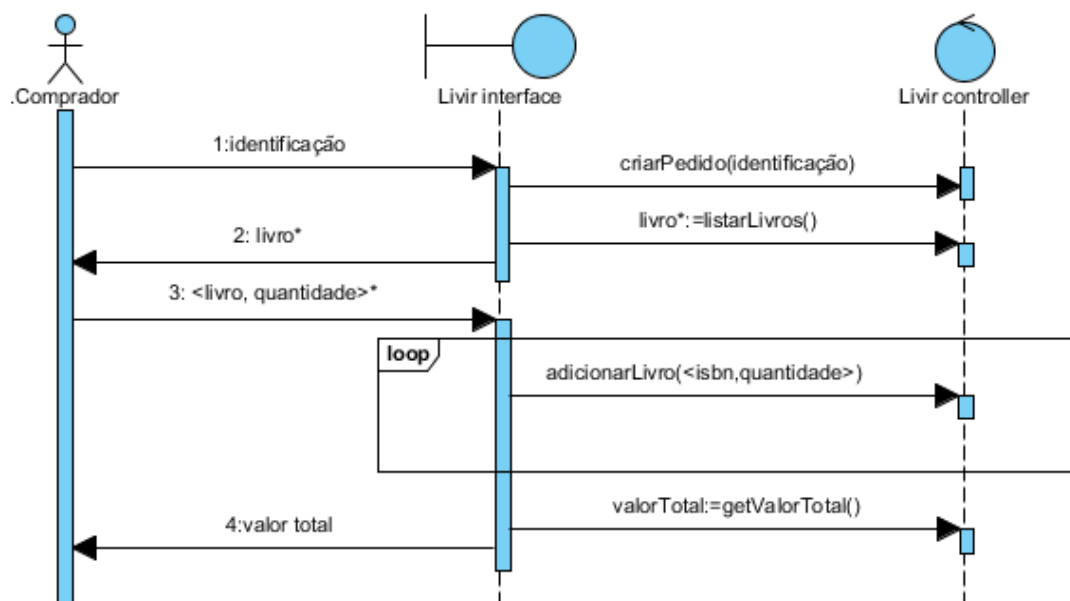 .Comprador
Livir interface
Livir controller
1:identificação
criarPedido(identificação)
livro*:=listarLivros()
2: livro*
3: <livro, quantidade>*
loop
adicionarLivro(<isbn,quantidade>)
valorTotal:=getValorTotal()
4:valor total